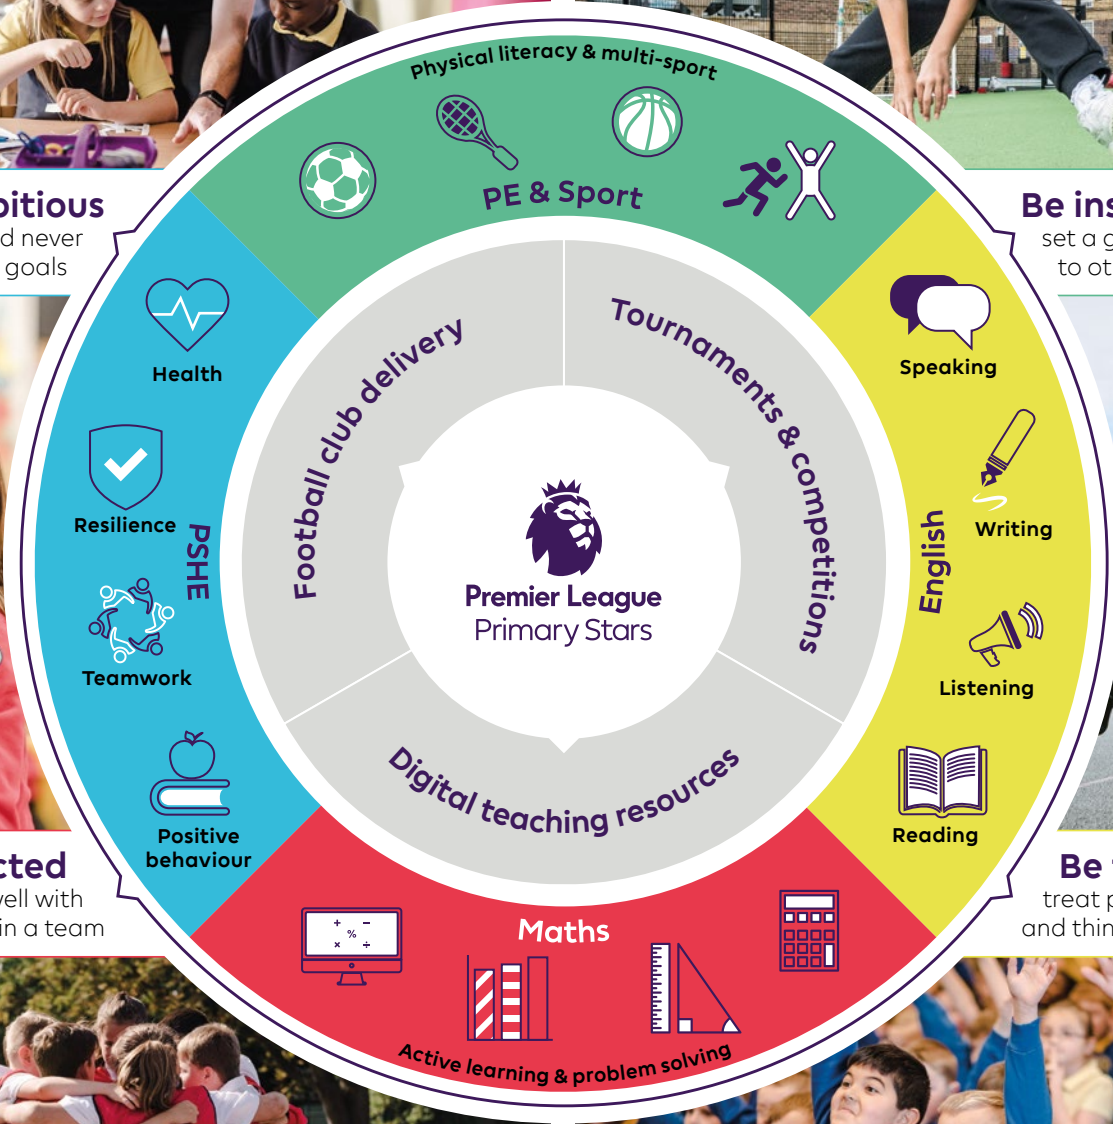 Physical literacy & multi-sport
PE & Sport
bitious
d never
goals
Be ins
set a g
to ot
Health
Resilience
PSHE
Teamwork
Positive
behaviour
Football club delivery
Tournaments & competitions
Digital teaching resources
Premier League
Primary Stars
Speaking
Writing
English
Listening
Reading
cted
vell with
in a team
Be
treat p
and thin
Maths
+ −
%
× ÷
Active learning & problem solving